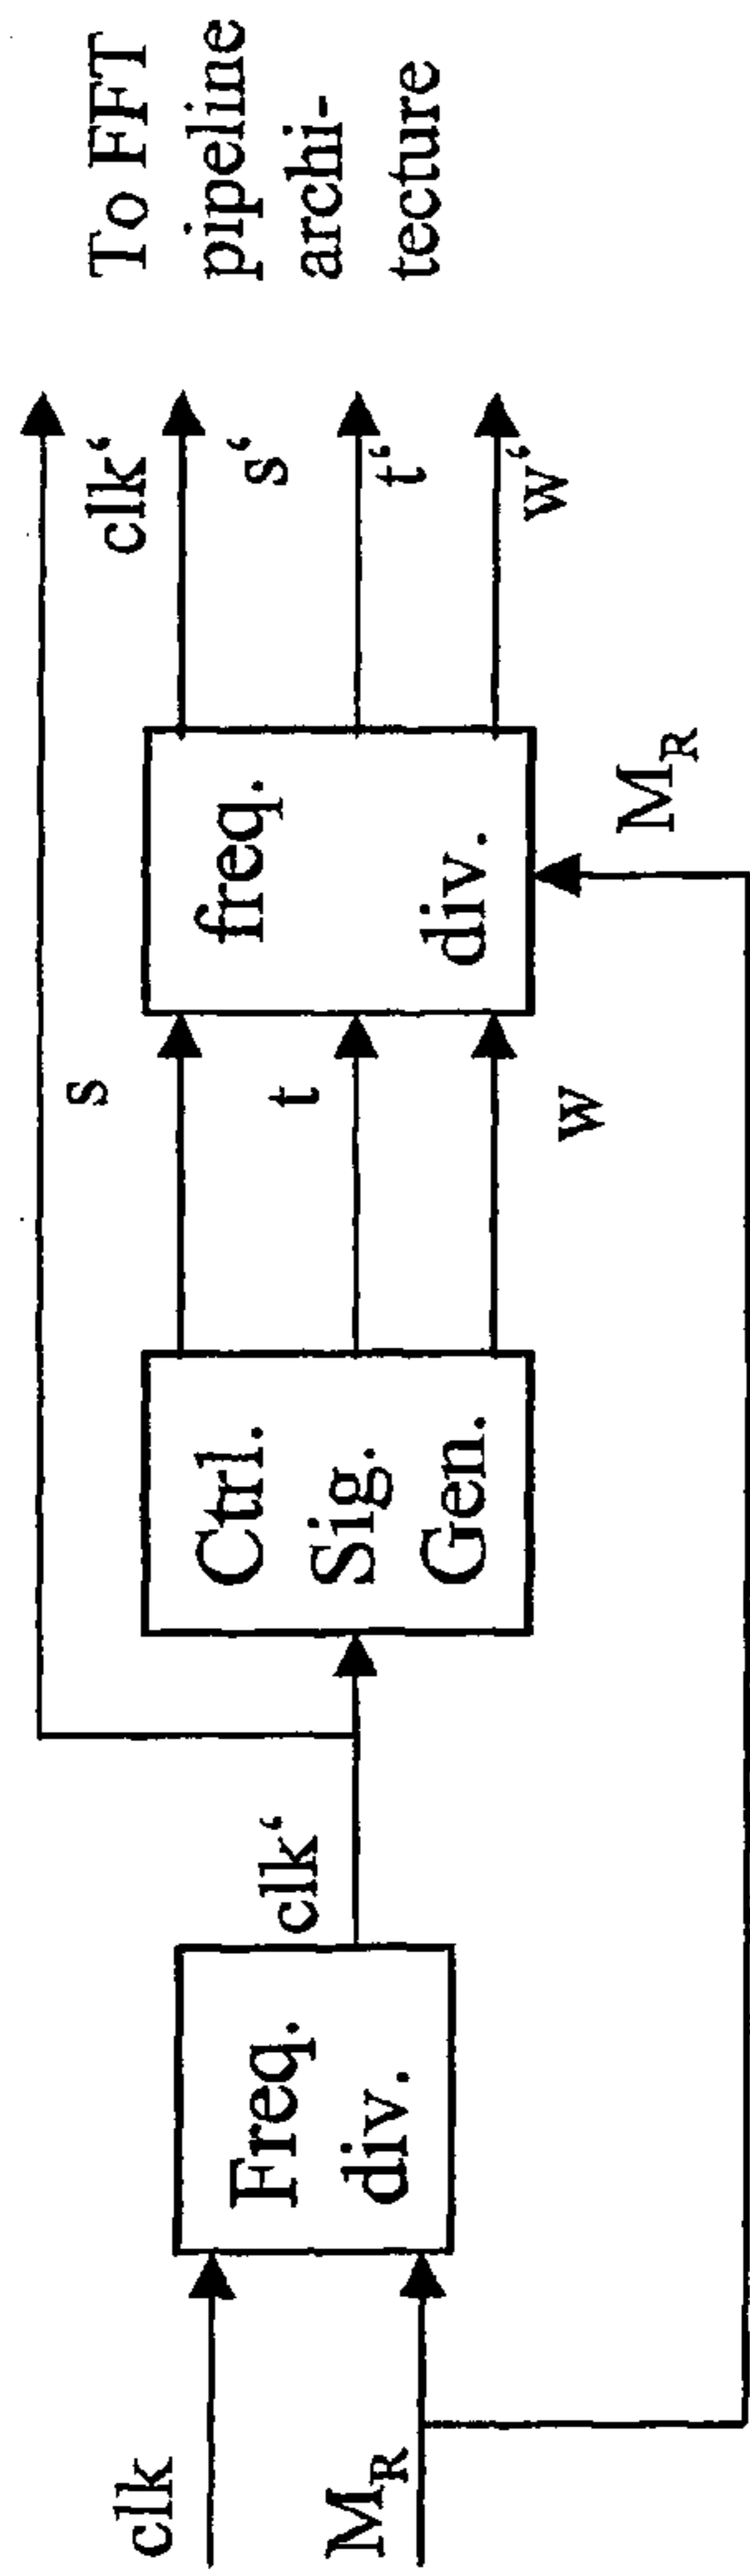 clk
M_R
Freq.
div.
clk‘
Ctrl.
Sig.
Gen.
s
t
w
freq.
div.
M_R
clk‘
s‘
t‘
w‘
To FFT
pipeline
archi-
tecture